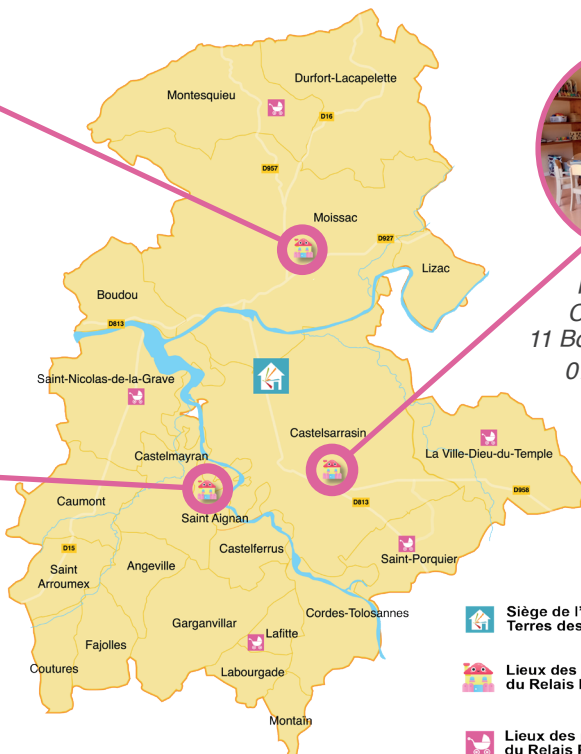 Durfort-Lacapelette
Montesquieu
D16
D957
Moissac
D927
Lizac
Boudou
D813
11
Saint-Nicolas-de-la-Grave
Castelsarrasin
La Ville-Dieu-du-Temple
Castelmayran
D958
Caumont
D813
Saint Aignan
D15
Castelferrus
Saint-Porquier
Saint
Arroumex
Angeville
Cordes-Tolosannes
Garganvillar
Lafitte
Fajolles
Coutures
Labourgade
Montaïn
Siège de l'
Terres des
Lieux des
du Relais
Lieux des
du Relais